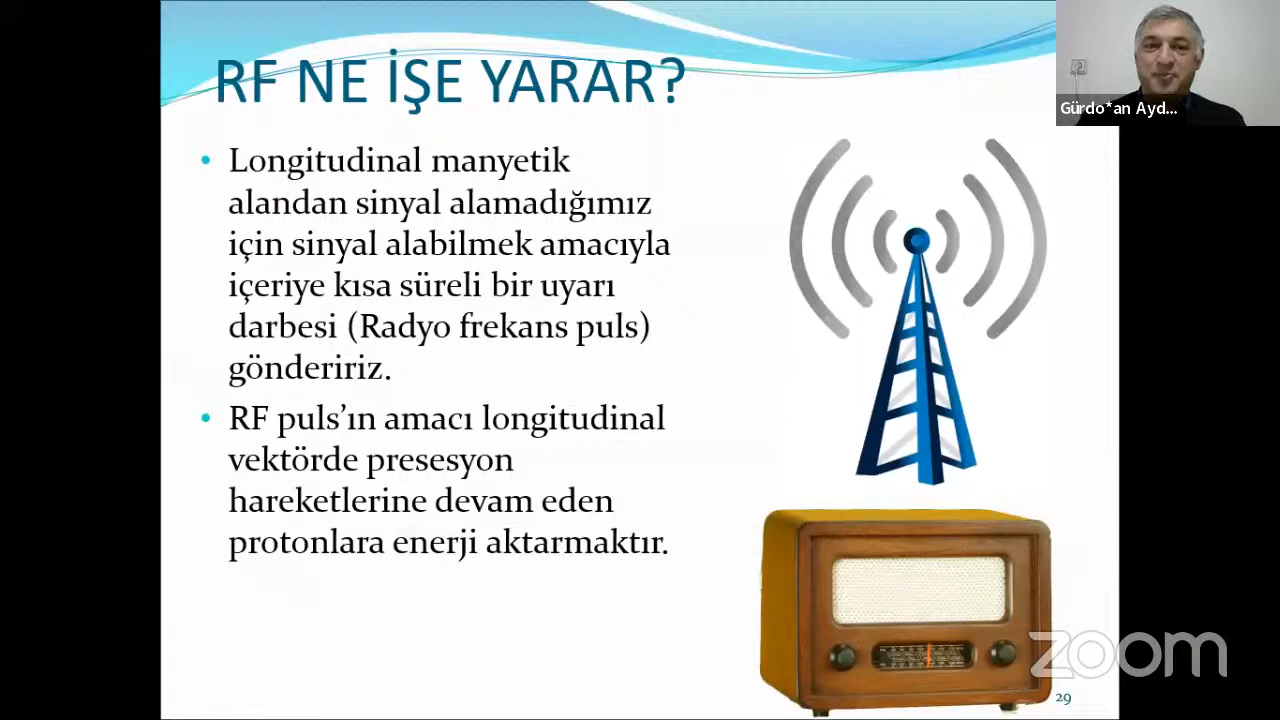 RF NE İŞE YARAR?
Gürdo*an Ayd...
• Longitudinal manyetik
alandan sinyal alamadığımız
için sinyal alabilmek amacıyla
içeriye kısa süreli bir uyarı
darbesi (Radyo frekans puls)
göndeririz.
• RF puls’ın amacı longitudinal
vektörde presesyon
hareketlerine devam eden
protonlara enerji aktarmaktır.
zoom
29